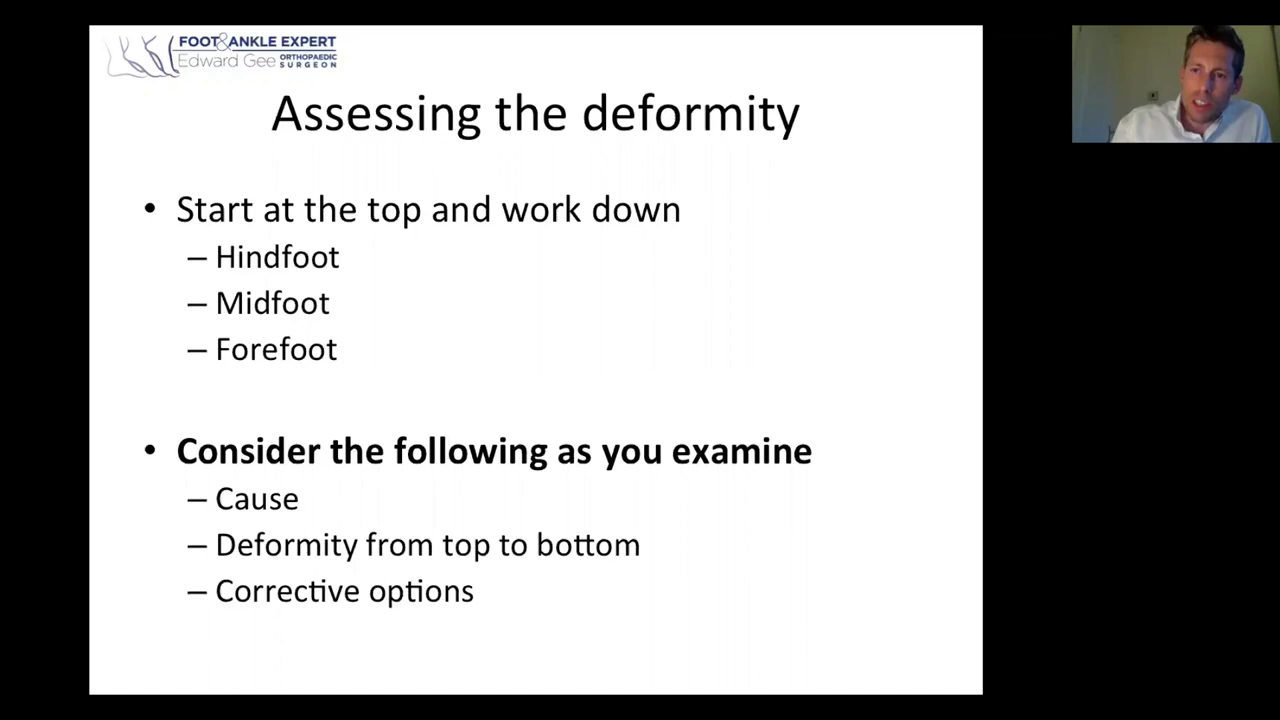 FOOT&ANKLE EXPERT
Edward Gee ORTHOPAEDIC SURGEON
Assessing the deformity
• Start at the top and work down
– Hindfoot
– Midfoot
– Forefoot
• Consider the following as you examine
– Cause
– Deformity from top to bottom
– Corrective options